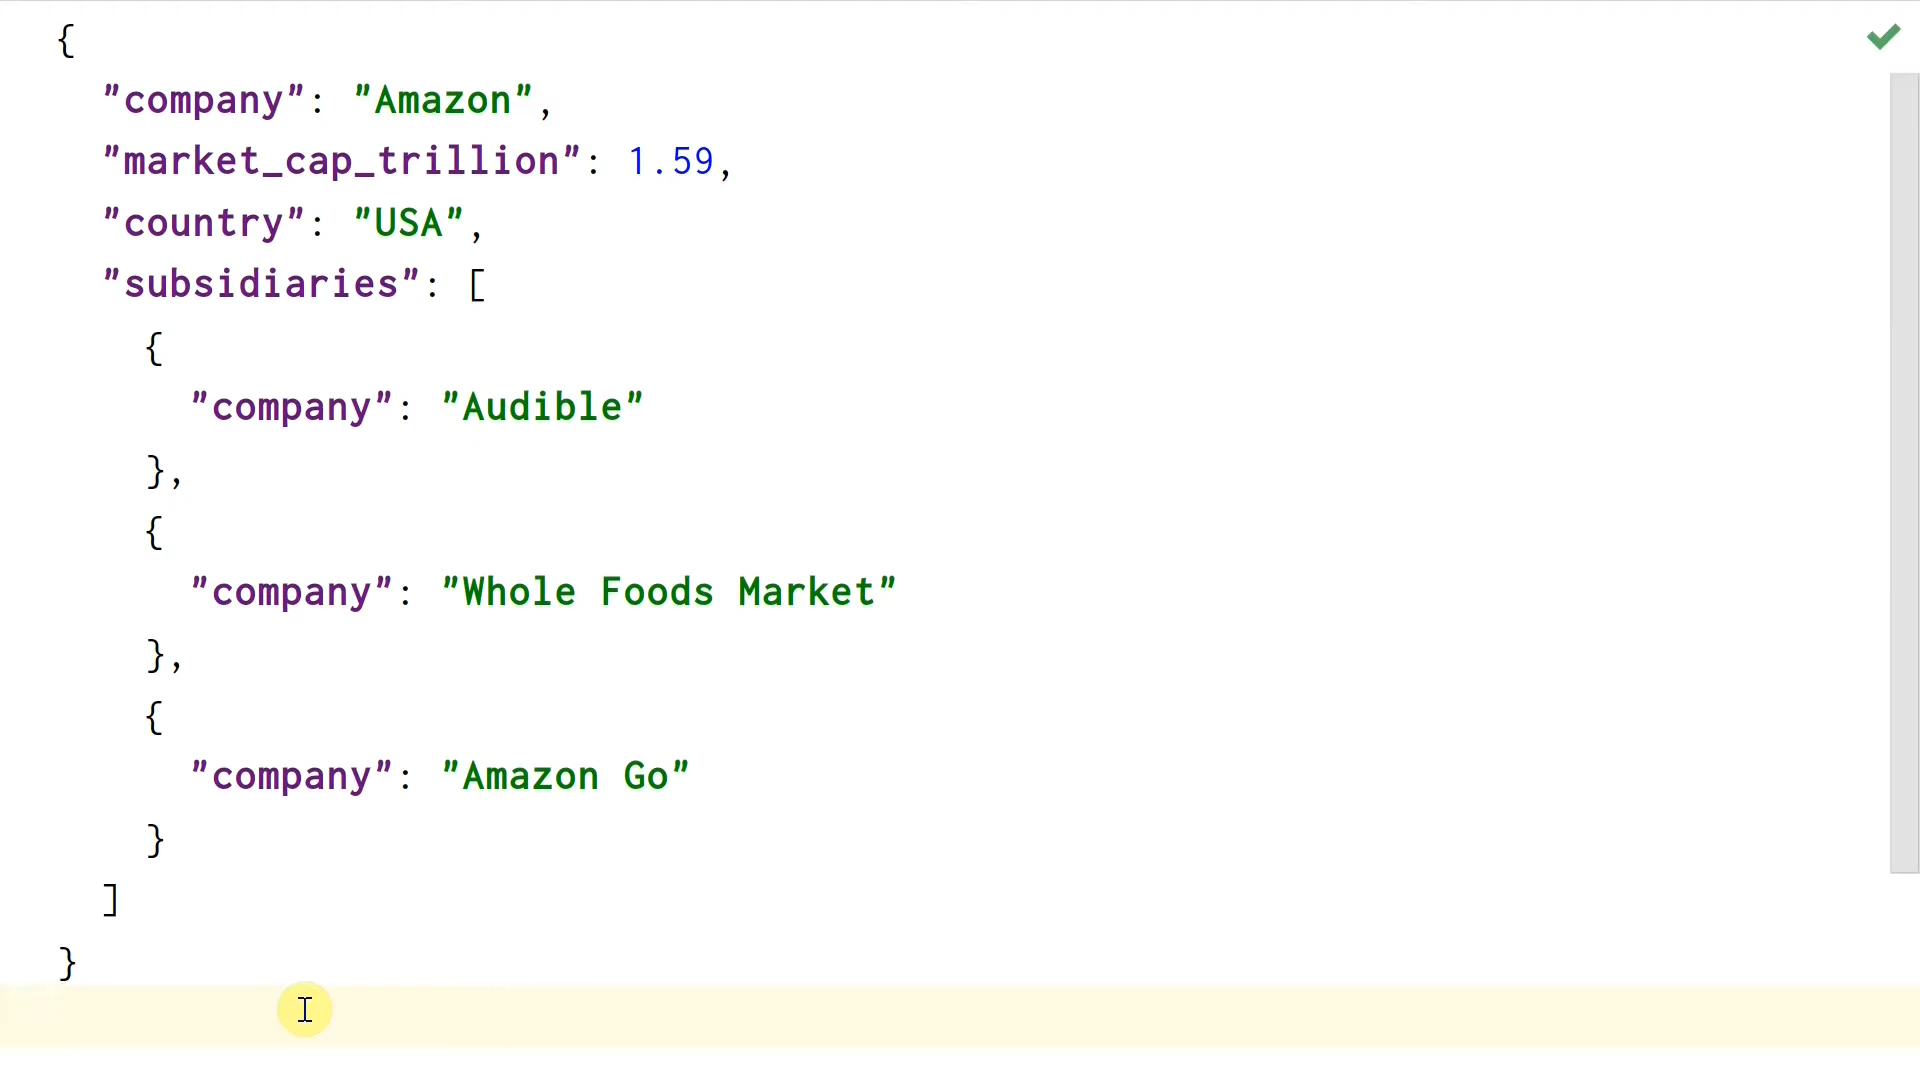 {
  "company": "Amazon",
  "market_cap_trillion": 1.59,
  "country": "USA",
  "subsidiaries": [
    {
      "company": "Audible"
    },
    {
      "company": "Whole Foods Market"
    },
    {
      "company": "Amazon Go"
    }
  ]
}